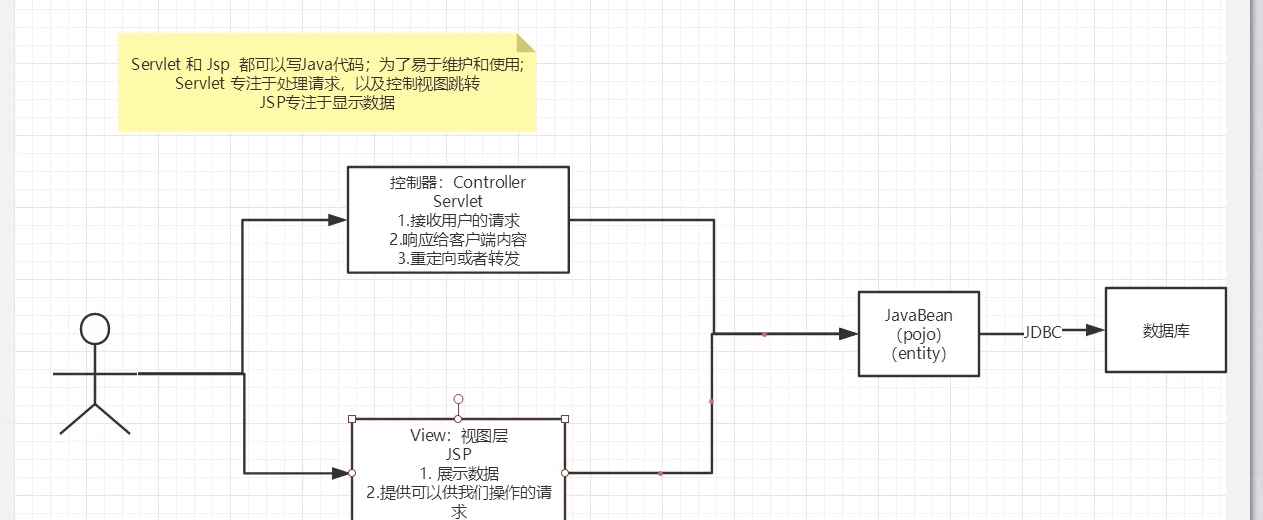 Servlet 和 Jsp 都可以写Java代码；为了易于维护和使用;
Servlet 专注于处理请求，以及控制视图跳转
JSP专注于显示数据
控制器：Controller
Servlet
1.接收用户的请求
2.响应给客户端内容
3.重定向或者转发
JavaBean
（pojo）
（entity）
JDBC
数据库
View：视图层
JSP
1. 展示数据
2.提供可以供我们操作的请
求